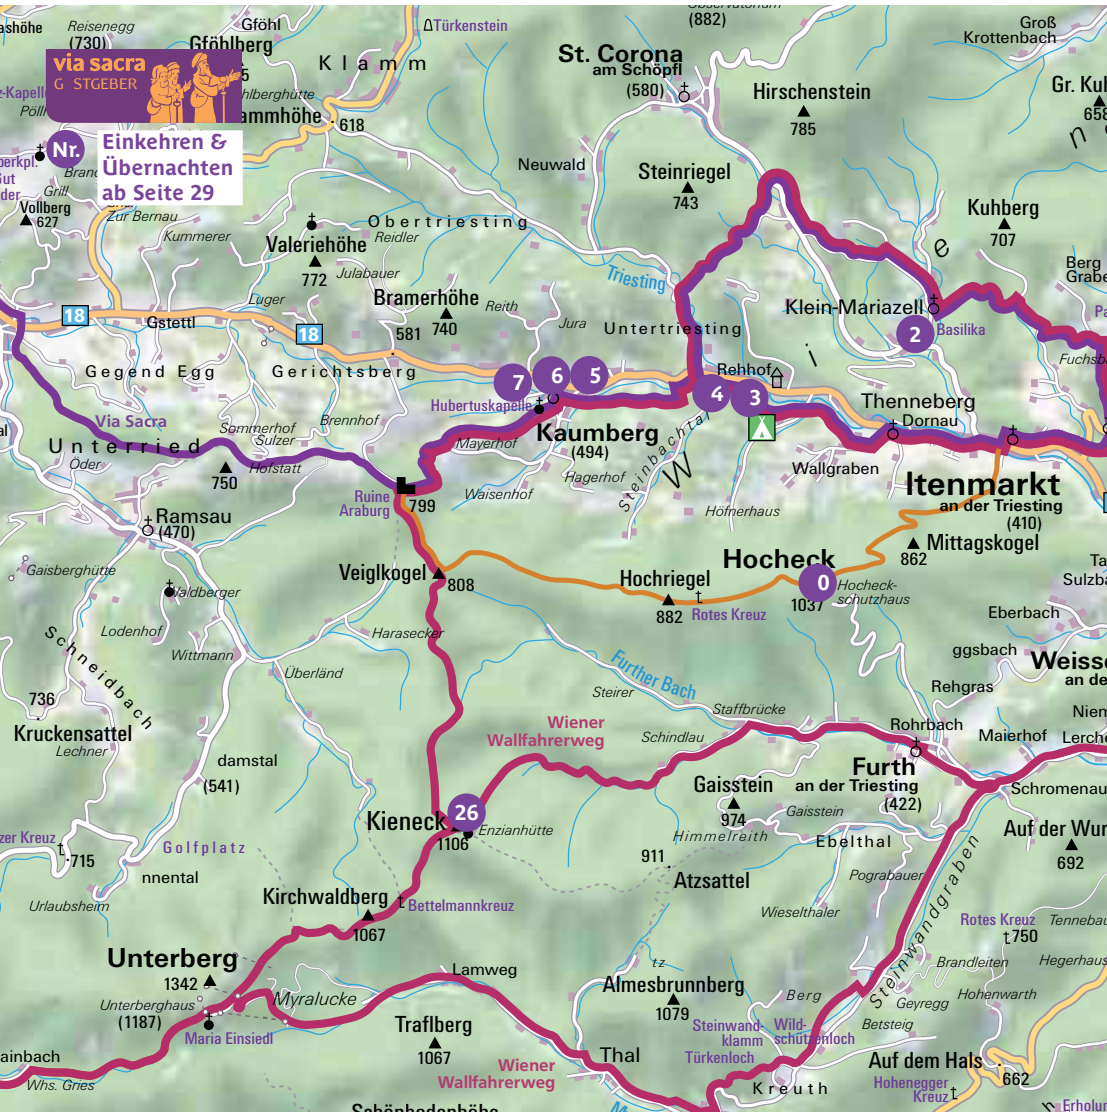 Reisenegg
(730)
Gföhl
Gföhlberg
Türkenstein
Observatorium
(882)
Groß
Krottenbach
Klamm
St. Corona
am Schöpfl
(580)
via sacra
G STGEBER
Hirschenstein
785
618
Nr.
Einkehren &
Übernachten
ab Seite 29
Neuwald
Steinriegel
743
Grill
Vollberg
627
Zur Bernau
Kummerer
Obertriesting
Reidler
Valeriehöhe
772
Julabauer
Kuhberg
707
Berg
Triesting
Luger
Bramerhöhe
581
740
Reith
Jura
Untertriesting
Klein-Mariazell
2
Basilika
18
Gstettl
18
Gegend Egg
Gerichtsberg
7
6
5
Rehhof
4
3
Hubertuskapelle
Via Sacra
Brennhof
Sommerhof
Sulzer
Unterried
Öder
750
Hofstatt
Mayerhof
Kaumberg
(494)
Hagerhof
Steinbachtal
Waisenhof
Thenneberg
Dornau
Wallgraben
Höfnerhaus
W
i
e
n
Itenmarkt
an der Triesting
(410)
Ruine
Araburg
799
Ramsau
(470)
862
Mittagskogel
Gaisberghütte
Veiglkogel
808
Hocheck
0
1037
Hocheck-
schutzhaus
Hochriegel
882
Rotes Kreuz
Lodenhof
Wittmann
Harasecker
Überländ
Schneidbach
Eberbach
ggsbach
Rehgras
Further Bach
Steirer
Staffbrücke
Schindlau
736
Kruckensattel
Lechner
Wiener
Wallfahrerweg
Rohrbach
Maierhof
damstal
(541)
Furth
an der Triesting
(422)
Schromenau
Gaisstein
974
Gaisstein
Himmelreith
Ebelthal
692
Kieneck
26
1106
Enzianhütte
715
Golfplatz
nnental
Urlaubsheim
911
Atzsattel
Pograbauer
Wieselthaler
Steinwandgraben
Kirchwaldberg
1067
Bettelmannkreuz
Rotes Kreuz
750
Brandleiten
Hegerhaus
Hohenwarth
Geyregg
Unterberg
1342
Unterberghaus
(1187)
Maria Einsiedl
Myralucke
Lamweg
tz
Almesbrunnberg
1079
Berg
Betsteig
Traflberg
1067
Steinwand-
klamm
Türkenloch
Wild-
schützenloch
Auf dem Hals
662
Hohenegger
Kreuz
ainbach
Whs. Gries
Wiener
Wallfahrerweg
Thal
Kreuth